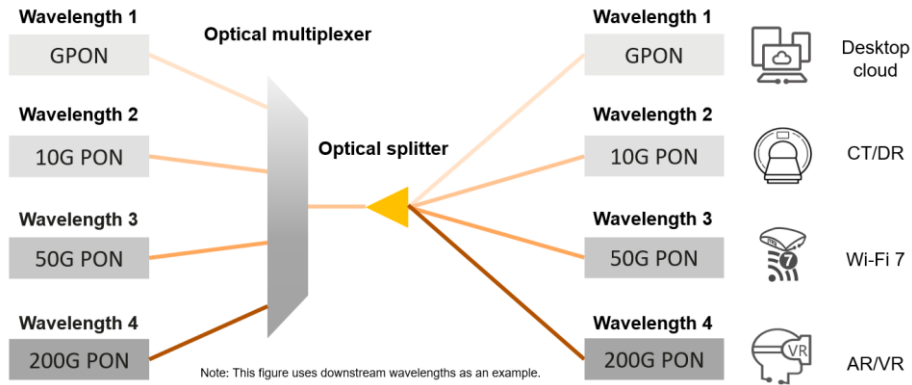 Wavelength 1
GPON
Wavelength 2
10G PON
Wavelength 3
50G PON
Wavelength 4
200G PON
Optical multiplexer
Optical splitter
Note: This figure uses downstream wavelengths as an example.
Wavelength 1
GPON
Desktop
cloud
Wavelength 2
10G PON
CT/DR
Wavelength 3
50G PON
7
Wi-Fi 7
Wavelength 4
200G PON
VR
AR/VR